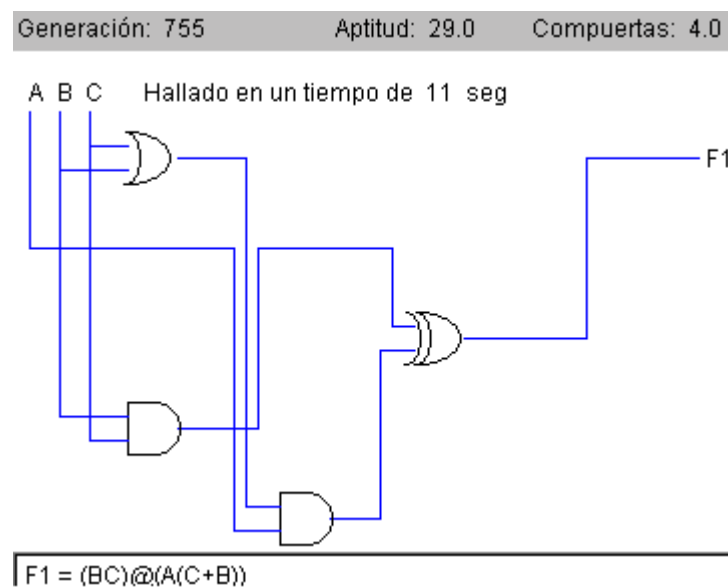 Generación: 755 Aptitud: 29.0 Compuertas: 4.0
A B C Hallado en un tiempo de 11 seg
F1
F1 = (BC)@(A(C+B))